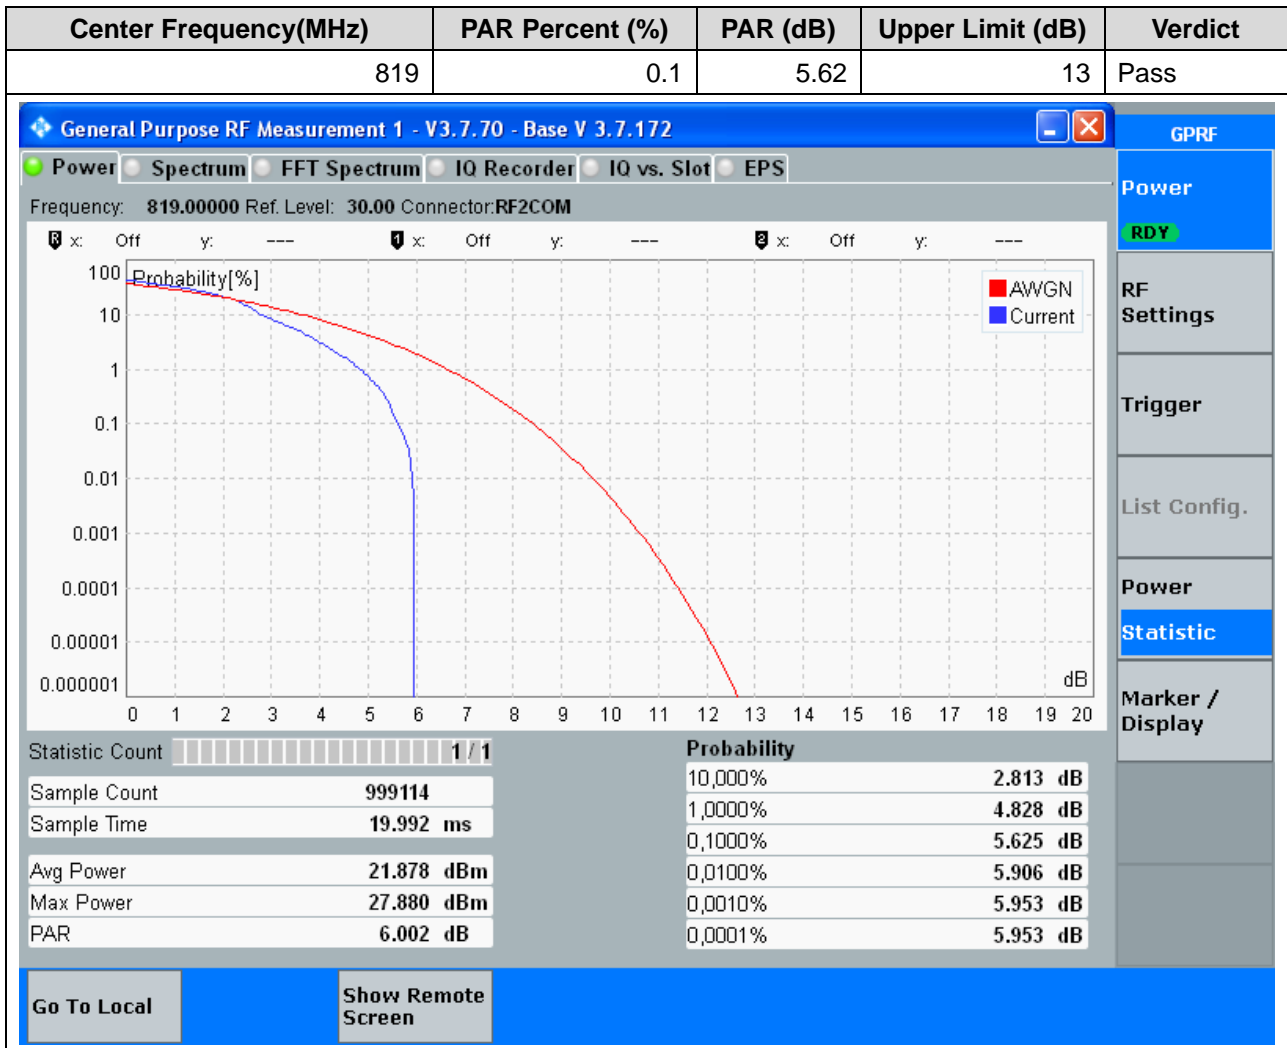 Center Frequency(MHz) PAR Percent (%) PAR (dB) Upper Limit (dB) Verdict
819 0.1 5.62 13 Pass
General Purpose RF Measurement 1 - V3.7.70 - Base V 3.7.172
GPRF
Power Spectrum FFT Spectrum IQ Recorder IQ vs. Slot EPS
Power
RDY
Frequency: 819.00000 Ref. Level: 30.00 Connector:RF2COM
R x: Off y: --- 1 x: Off y: --- 2 x: Off y: ---
Probability[%]
AWGN
Current
100
10
1
0.1
0.01
0.001
0.0001
0.00001
0.000001
dB
0 1 2 3 4 5 6 7 8 9 10 11 12 13 14 15 16 17 18 19 20
RF
Settings
Trigger
List Config.
Power
Statistic
Marker /
Display
Statistic Count 1 / 1
Sample Count 999114
Sample Time 19.992 ms
Avg Power 21.878 dBm
Max Power 27.880 dBm
PAR 6.002 dB
Probability
10,000% 2.813 dB
1,0000% 4.828 dB
0,1000% 5.625 dB
0,0100% 5.906 dB
0,0010% 5.953 dB
0,0001% 5.953 dB
Go To Local
Show Remote
Screen